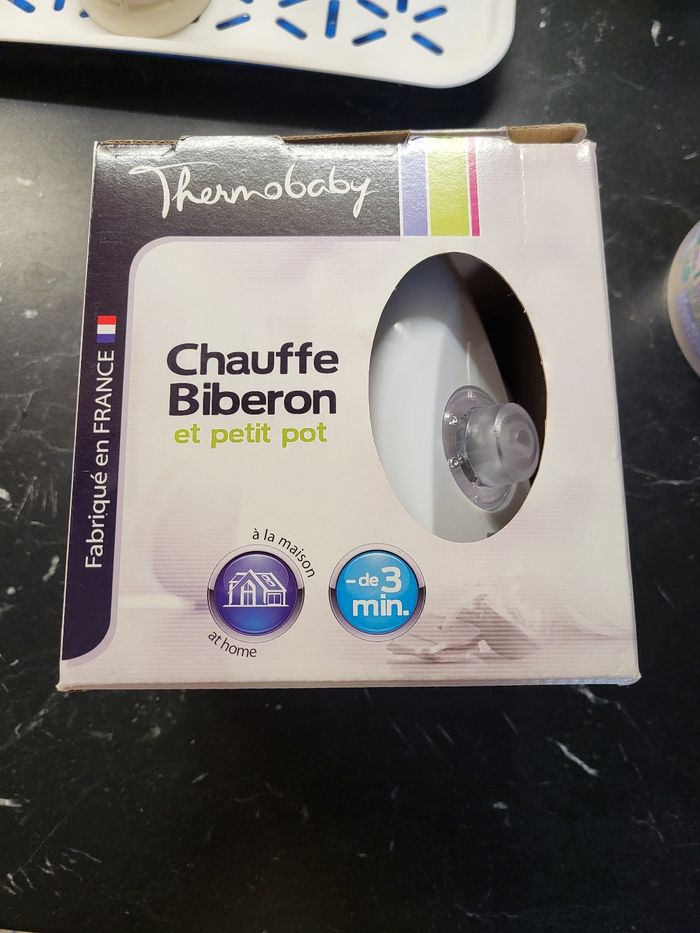 Thermobaby
Fabriqué en FRANCE
Chauffe
Biberon
et petit pot
à la maison
at home
- de 3
min.